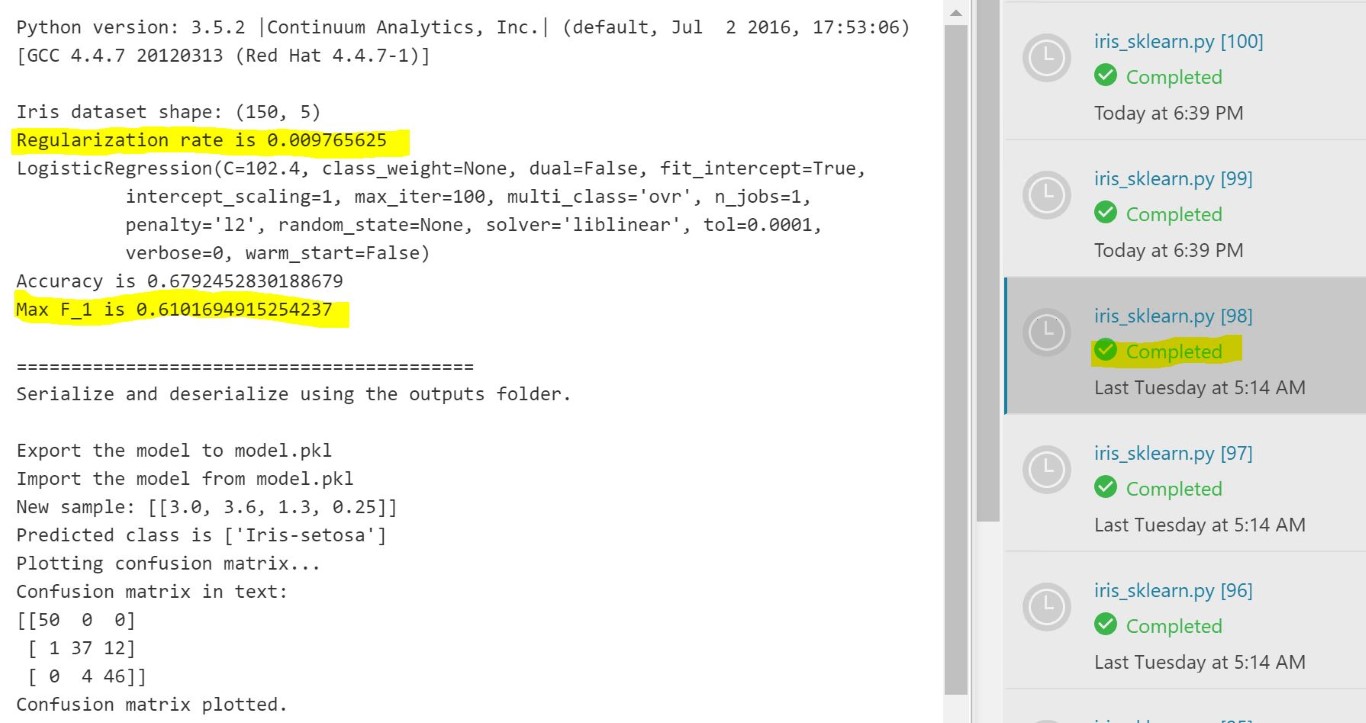 Python version: 3.5.2 |Continuum Analytics, Inc.| (default, Jul  2 2016, 17:53:06)
[GCC 4.4.7 20120313 (Red Hat 4.4.7-1)]
Iris dataset shape: (150, 5)
Regularization rate is 0.009765625
LogisticRegression(C=102.4, class_weight=None, dual=False, fit_intercept=True,
          intercept_scaling=1, max_iter=100, multi_class='ovr', n_jobs=1,
          penalty='l2', random_state=None, solver='liblinear', tol=0.0001,
          verbose=0, warm_start=False)
Accuracy is 0.6792452830188679
Max F_1 is 0.6101694915254237
==========================================
Serialize and deserialize using the outputs folder.
Export the model to model.pkl
Import the model from model.pkl
New sample: [[3.0, 3.6, 1.3, 0.25]]
Predicted class is ['Iris-setosa']
Plotting confusion matrix...
Confusion matrix in text:
[[50  0  0]
 [ 1 37 12]
 [ 0  4 46]]
Confusion matrix plotted.
iris_sklearn.py [100]
Completed
Today at 6:39 PM
iris_sklearn.py [99]
Completed
Today at 6:39 PM
iris_sklearn.py [98]
Completed
Last Tuesday at 5:14 AM
iris_sklearn.py [97]
Completed
Last Tuesday at 5:14 AM
iris_sklearn.py [96]
Completed
Last Tuesday at 5:14 AM